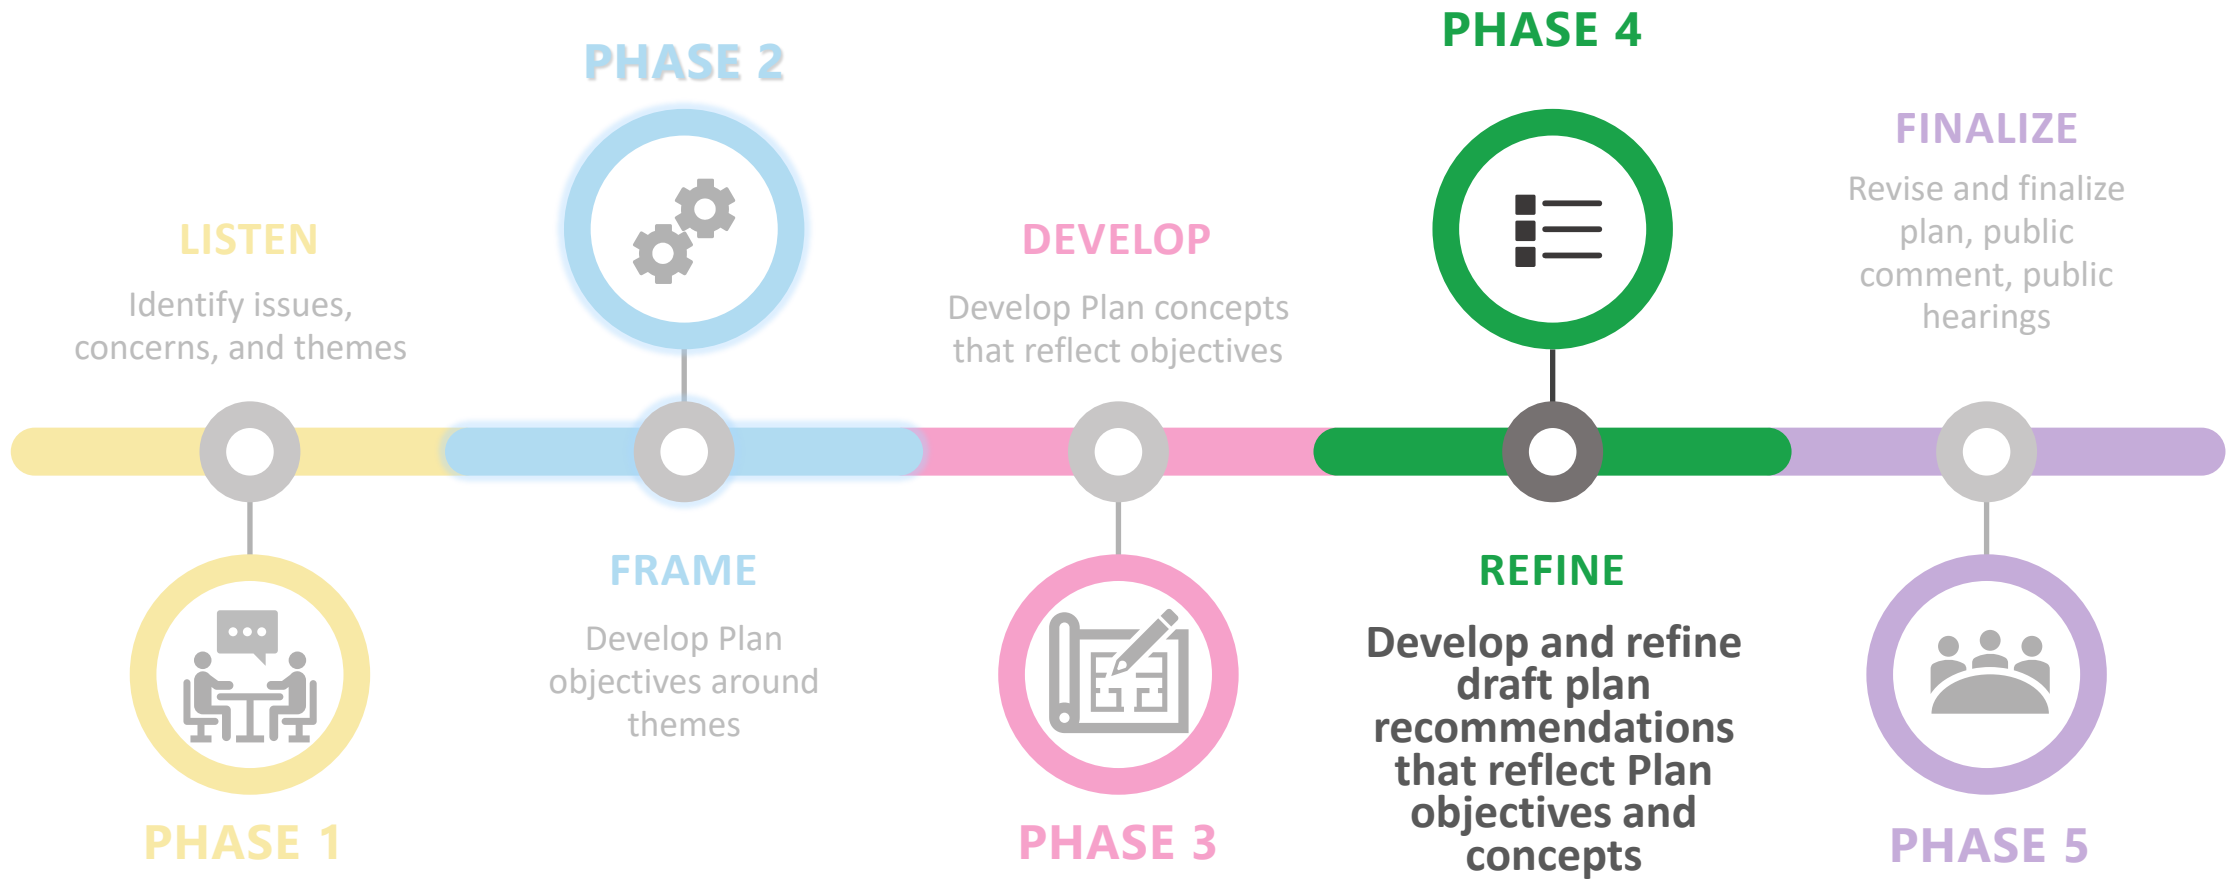 LISTEN
Identify issues,
concerns, and themes
PHASE 1
PHASE 2
FRAME
Develop Plan
objectives around
themes
DEVELOP
Develop Plan concepts
that reflect objectives
PHASE 3
PHASE 4
REFINE
Develop and refine
draft plan
recommendations
that reflect Plan
objectives and
concepts
FINALIZE
Revise and finalize
plan, public
comment, public
hearings
PHASE 5